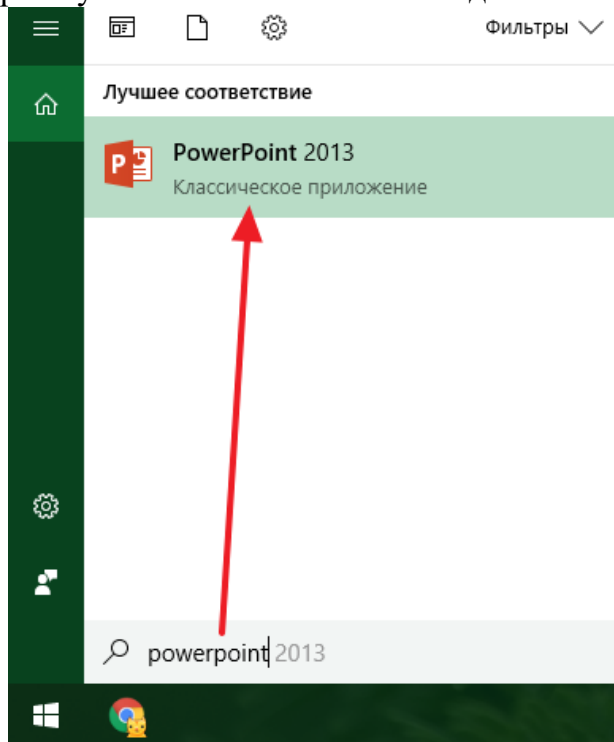 Фильтры
Лучшее соответствие
PowerPoint 2013
Классическое приложение
powerpoint 2013